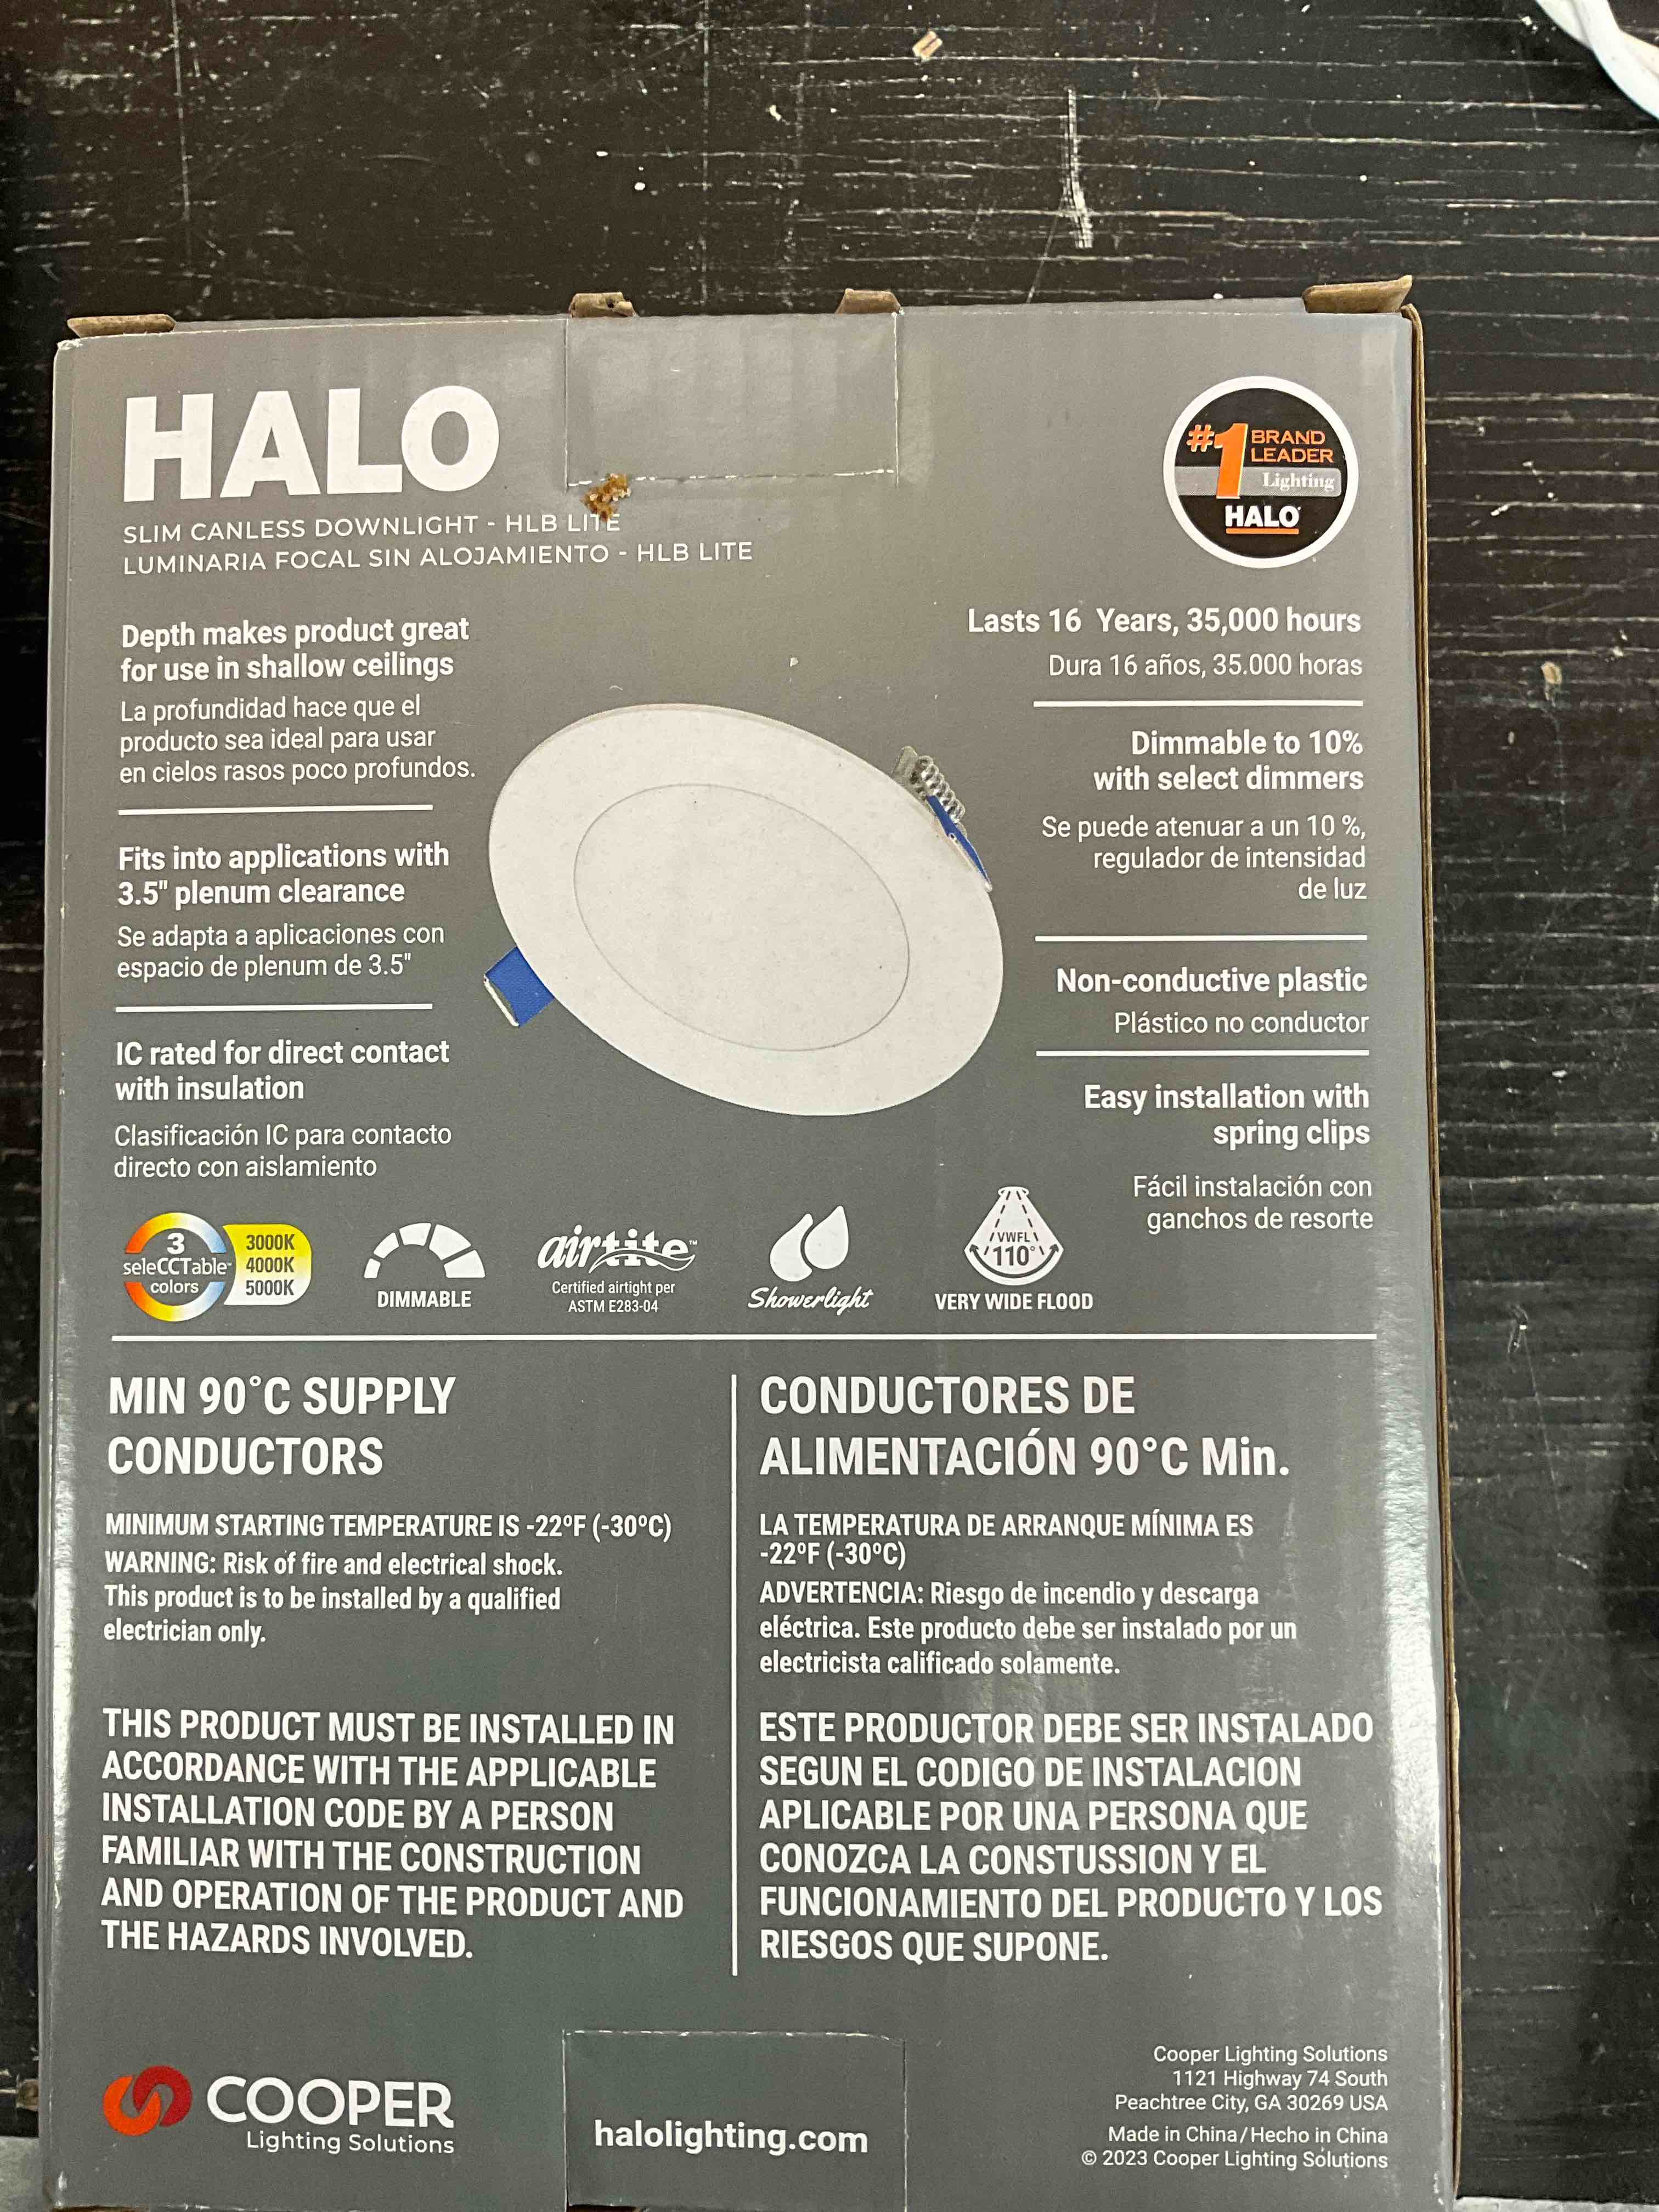 HALO
SLIM CANLESS DOWNLIGHT - HLB LITE
LUMINARIA FOCAL SIN ALOJAMIENTO - HLB LITE
#1 BRAND
LEADER
Lighting
HALO
Depth makes product great
for use in shallow ceilings
La profundidad hace que el
producto sea ideal para usar
en cielos rasos poco profundos.
Fits into applications with
3.5" plenum clearance
Se adapta a aplicaciones con
espacio de plenum de 3.5"
IC rated for direct contact
with insulation
Clasificación IC para contacto
directo con aislamiento
Lasts 16 Years, 35,000 hours
Dura 16 años, 35.000 horas
Dimmable to 10%
with select dimmers
Se puede atenuar a un 10 %,
regulador de intensidad
de luz
Non-conductive plastic
Plástico no conductor
Easy installation with
spring clips
Fácil instalación con
ganchos de resorte
3
seleCCTable™
colors
3000K
4000K
5000K
DIMMABLE
airtite™
Certified airtight per
ASTM E283-04
Showerlight
VWFL
110°
VERY WIDE FLOOD
MIN 90°C SUPPLY
CONDUCTORS
MINIMUM STARTING TEMPERATURE IS -22ºF (-30ºC)
WARNING: Risk of fire and electrical shock.
This product is to be installed by a qualified
electrician only.
THIS PRODUCT MUST BE INSTALLED IN
ACCORDANCE WITH THE APPLICABLE
INSTALLATION CODE BY A PERSON
FAMILIAR WITH THE CONSTRUCTION
AND OPERATION OF THE PRODUCT AND
THE HAZARDS INVOLVED.
CONDUCTORES DE
ALIMENTACIÓN 90°C Min.
LA TEMPERATURA DE ARRANQUE MÍNIMA ES
-22ºF (-30ºC)
ADVERTENCIA: Riesgo de incendio y descarga
eléctrica. Este producto debe ser instalado por un
electricista calificado solamente.
ESTE PRODUCTOR DEBE SER INSTALADO
SEGUN EL CODIGO DE INSTALACION
APLICABLE POR UNA PERSONA QUE
CONOZCA LA CONSTUSSION Y EL
FUNCIONAMIENTO DEL PRODUCTO Y LOS
RIESGOS QUE SUPONE.
COOPER
Lighting Solutions
halolighting.com
Cooper Lighting Solutions
1121 Highway 74 South
Peachtree City, GA 30269 USA
Made in China/Hecho in China
© 2023 Cooper Lighting Solutions